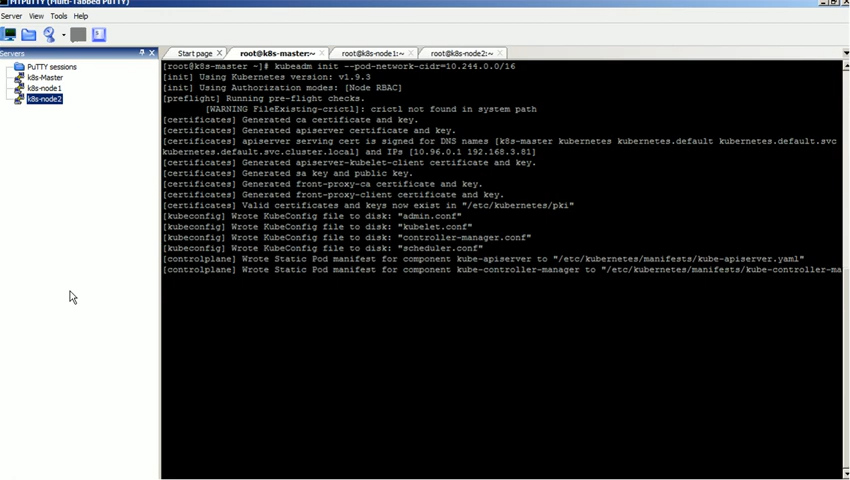 MTPuTTY (Multi-Tabbed PuTTY)
Server View Tools Help
Servers
PuTTY sessions
k8s-Master
k8s-node1
k8s-node2
Start page root@k8s-master:~ root@k8s-node1:~ root@k8s-node2:~
[root@k8s-master ~]# kubeadm init --pod-network-cidr=10.244.0.0/16
[init] Using Kubernetes version: v1.9.3
[init] Using Authorization modes: [Node RBAC]
[preflight] Running pre-flight checks.
[WARNING FileExisting-crictl]: crictl not found in system path
[certificates] Generated ca certificate and key.
[certificates] Generated apiserver certificate and key.
[certificates] apiserver serving cert is signed for DNS names [k8s-master kubernetes kubernetes.default kubernetes.default.svc
kubernetes.default.svc.cluster.local] and IPs [10.96.0.1 192.168.3.81]
[certificates] Generated apiserver-kubelet-client certificate and key.
[certificates] Generated sa key and public key.
[certificates] Generated front-proxy-ca certificate and key.
[certificates] Generated front-proxy-client certificate and key.
[certificates] Valid certificates and keys now exist in "/etc/kubernetes/pki"
[kubeconfig] Wrote KubeConfig file to disk: "admin.conf"
[kubeconfig] Wrote KubeConfig file to disk: "kubelet.conf"
[kubeconfig] Wrote KubeConfig file to disk: "controller-manager.conf"
[kubeconfig] Wrote KubeConfig file to disk: "scheduler.conf"
[controlplane] Wrote Static Pod manifest for component kube-apiserver to "/etc/kubernetes/manifests/kube-apiserver.yaml"
[controlplane] Wrote Static Pod manifest for component kube-controller-manager to "/etc/kubernetes/manifests/kube-controller-ma